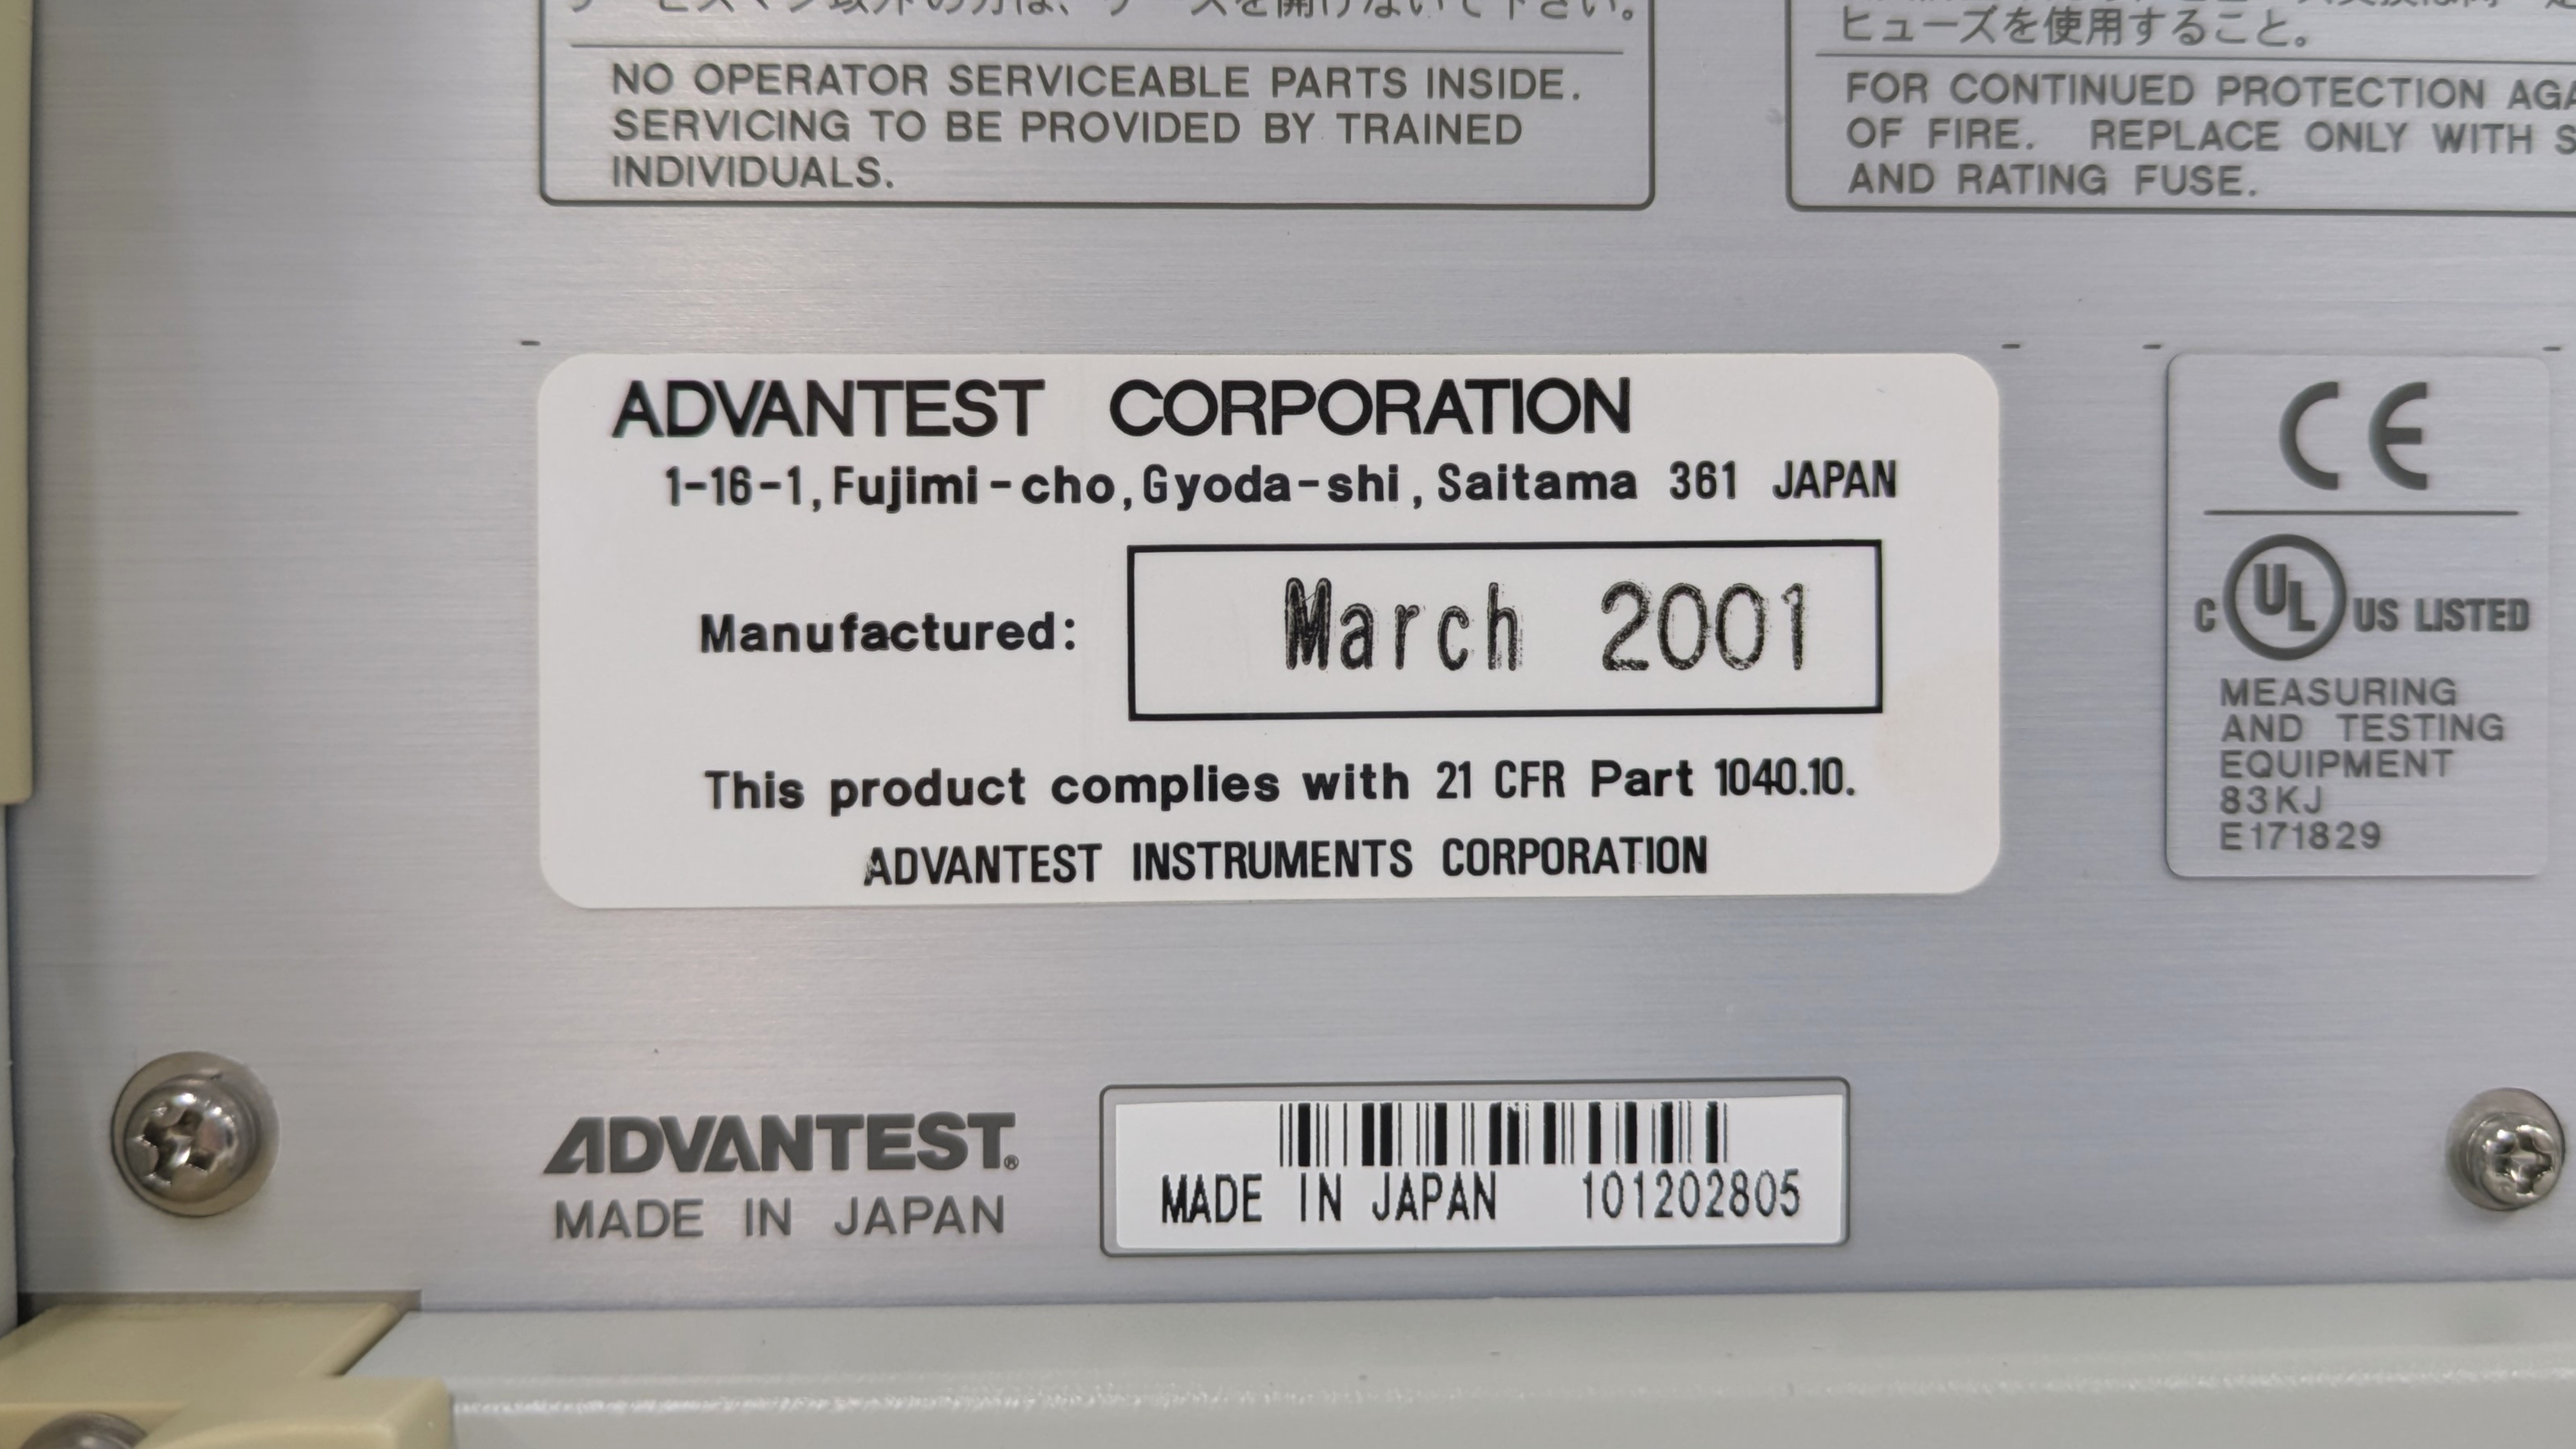 NO OPERATOR SERVICEABLE PARTS INSIDE.
SERVICING TO BE PROVIDED BY TRAINED
INDIVIDUALS.
ヒューズを使用すること。
FOR CONTINUED PROTECTION
OF FIRE. REPLACE ONLY WITH
AND RATING FUSE.
ADVANTEST CORPORATION
1-16-1, Fujimi-cho, Gyoda-shi, Saitama 361 JAPAN
Manufactured: March 2001
This product complies with 21 CFR Part 1040.10.
ADVANTEST INSTRUMENTS CORPORATION
CE
C UL US LISTED
MEASURING
AND TESTING
EQUIPMENT
83KJ
E171829
ADVANTEST®
MADE IN JAPAN
MADE IN JAPAN 101202805